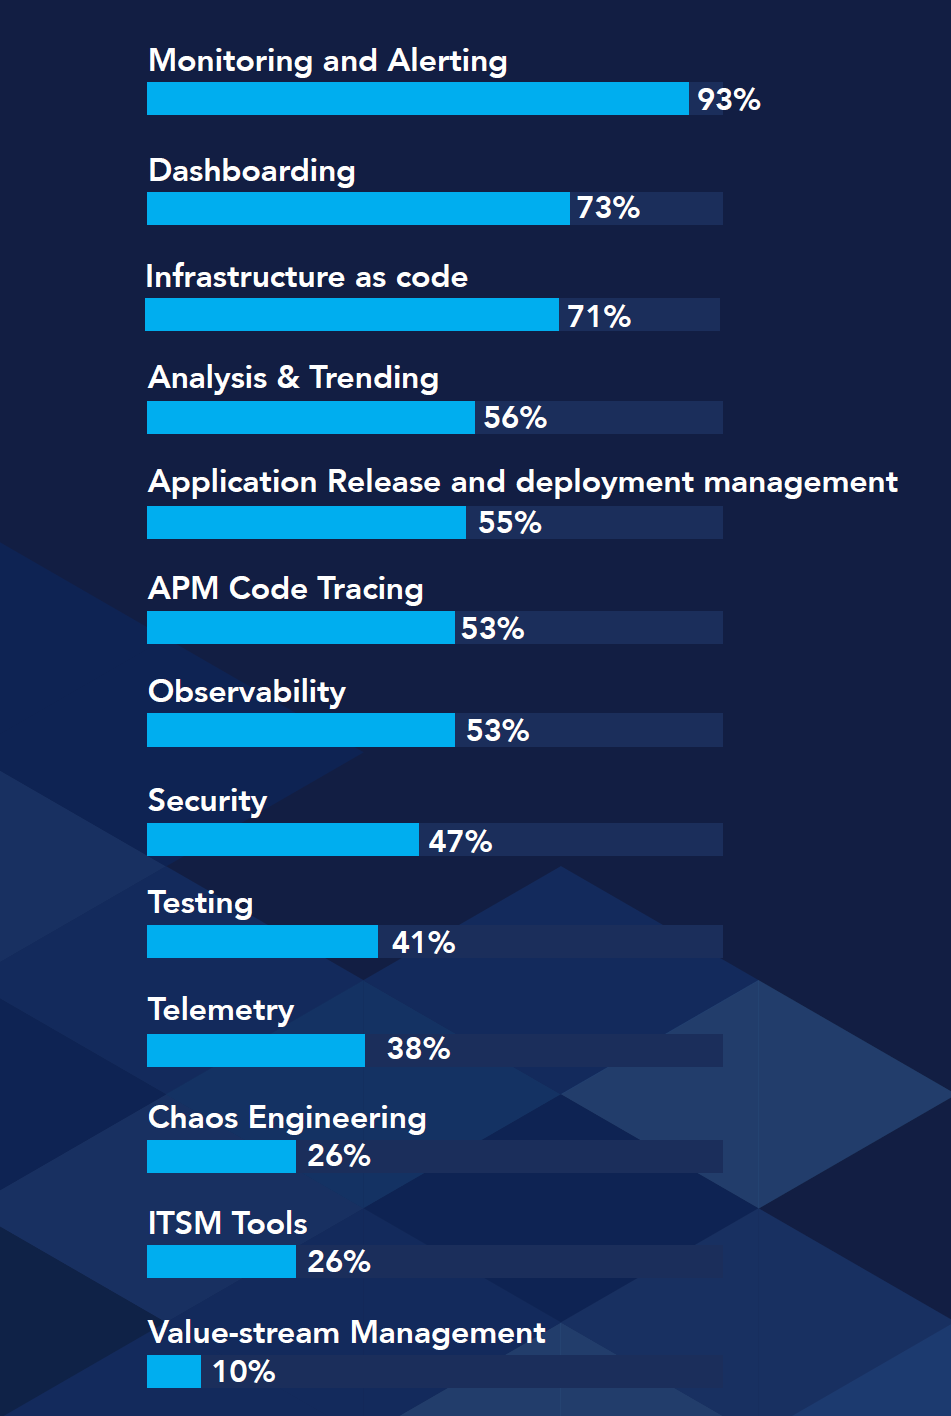 Monitoring and Alerting
93%
Dashboarding
73%
Infrastructure as code
71%
Analysis & Trending
56%
Application Release and deployment management
55%
APM Code Tracing
53%
Observability
53%
Security
47%
Testing
41%
Telemetry
38%
Chaos Engineering
26%
ITSM Tools
26%
Value-stream Management
10%